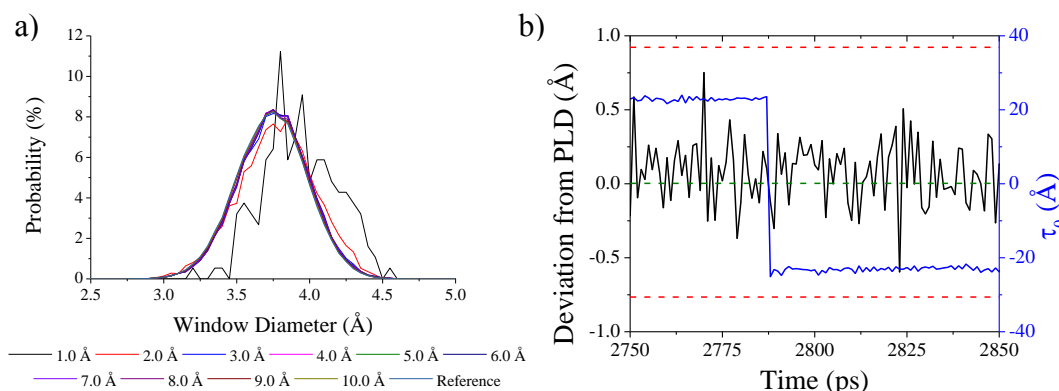 a)
12
10
8
6
4
2
0
Probability (%)
2.5 3.0 3.5 4.0 4.5 5.0
Window Diameter (Å)
1.0 Å 2.0 Å 3.0 Å 4.0 Å 5.0 Å 6.0 Å
7.0 Å 8.0 Å 9.0 Å 10.0 Å Reference
b)
1.0
0.5
0.0
-0.5
-1.0
Deviation from PLD (Å)
40
20
0
-20
-40
τ₀ (Å)
2750 2775 2800 2825 2850
Time (ps)